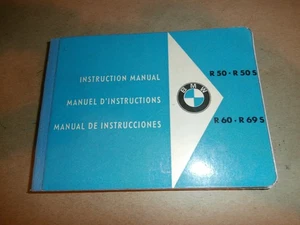 INSTRUCTION MANUAL
MANUEL D'INSTRUCTIONS
MANUAL DE INSTRUCCIONES
BMW
R 50 - R 50 S
R 60 - R 69 S